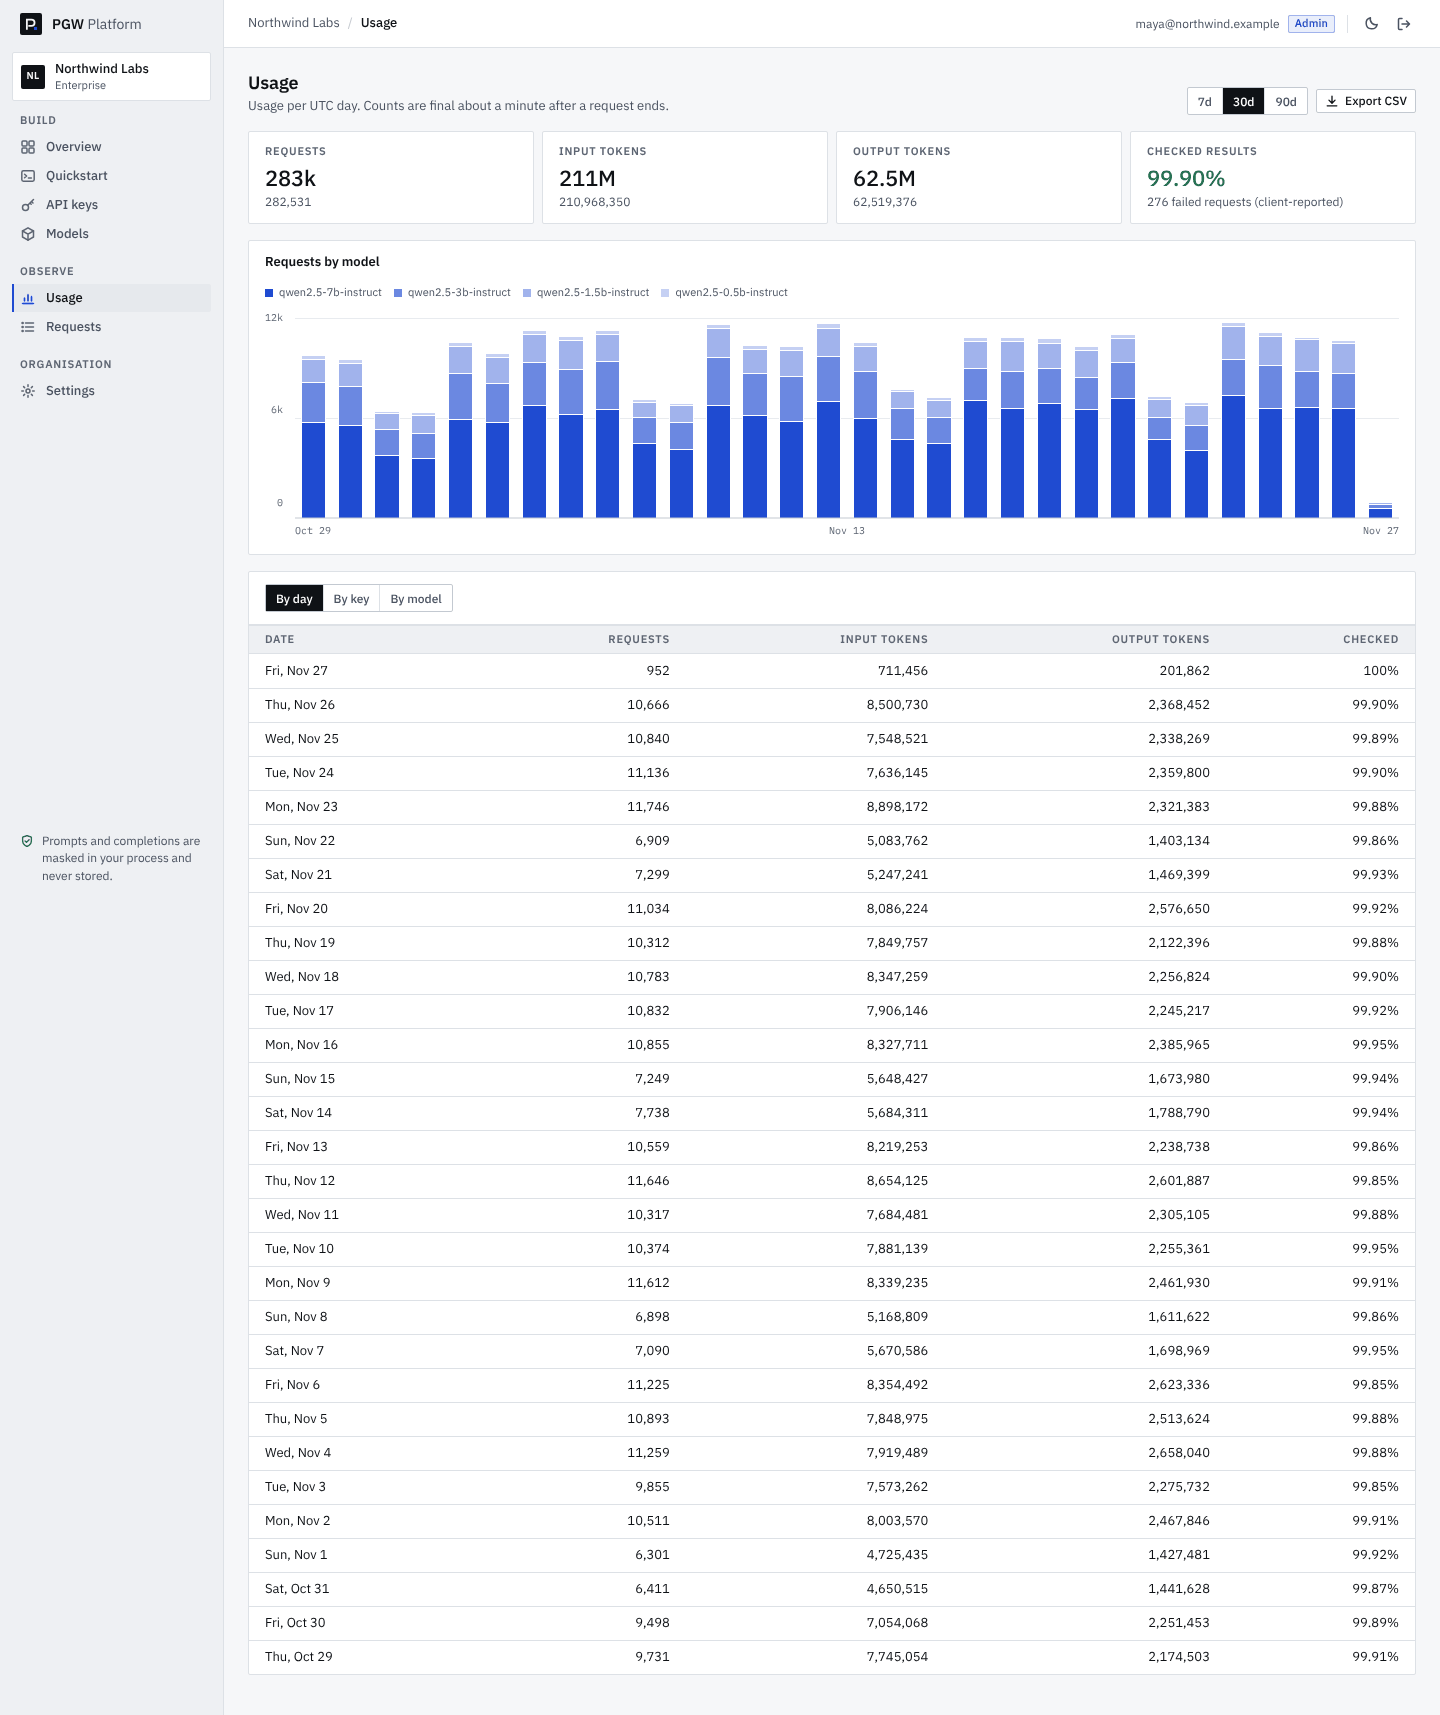 PGW Platform
NL
Northwind Labs
Enterprise
BUILD
Overview
Quickstart
API keys
Models
OBSERVE
Usage
Requests
ORGANISATION
Settings
Prompts and completions are
masked in your process and
never stored.
Northwind Labs / Usage
maya@northwind.example Admin
Usage
Usage per UTC day. Counts are final about a minute after a request ends.
7d 30d 90d Export CSV
REQUESTS
283k
282,531
INPUT TOKENS
211M
210,968,350
OUTPUT TOKENS
62.5M
62,519,376
CHECKED RESULTS
99.90%
276 failed requests (client-reported)
Requests by model
qwen2.5-7b-instruct qwen2.5-3b-instruct qwen2.5-1.5b-instruct qwen2.5-0.5b-instruct
12k
6k
0
Oct 29 Nov 13 Nov 27
By day By key By model
DATE REQUESTS INPUT TOKENS OUTPUT TOKENS CHECKED
Fri, Nov 27 952 711,456 201,862 100%
Thu, Nov 26 10,666 8,500,730 2,368,452 99.90%
Wed, Nov 25 10,840 7,548,521 2,338,269 99.89%
Tue, Nov 24 11,136 7,636,145 2,359,800 99.90%
Mon, Nov 23 11,746 8,898,172 2,321,383 99.88%
Sun, Nov 22 6,909 5,083,762 1,403,134 99.86%
Sat, Nov 21 7,299 5,247,241 1,469,399 99.93%
Fri, Nov 20 11,034 8,086,224 2,576,650 99.92%
Thu, Nov 19 10,312 7,849,757 2,122,396 99.88%
Wed, Nov 18 10,783 8,347,259 2,256,824 99.90%
Tue, Nov 17 10,832 7,906,146 2,245,217 99.92%
Mon, Nov 16 10,855 8,327,711 2,385,965 99.95%
Sun, Nov 15 7,249 5,648,427 1,673,980 99.94%
Sat, Nov 14 7,738 5,684,311 1,788,790 99.94%
Fri, Nov 13 10,559 8,219,253 2,238,738 99.86%
Thu, Nov 12 11,646 8,654,125 2,601,887 99.85%
Wed, Nov 11 10,317 7,684,481 2,305,105 99.88%
Tue, Nov 10 10,374 7,881,139 2,255,361 99.95%
Mon, Nov 9 11,612 8,339,235 2,461,930 99.91%
Sun, Nov 8 6,898 5,168,809 1,611,622 99.86%
Sat, Nov 7 7,090 5,670,586 1,698,969 99.95%
Fri, Nov 6 11,225 8,354,492 2,623,336 99.85%
Thu, Nov 5 10,893 7,848,975 2,513,624 99.88%
Wed, Nov 4 11,259 7,919,489 2,658,040 99.88%
Tue, Nov 3 9,855 7,573,262 2,275,732 99.85%
Mon, Nov 2 10,511 8,003,570 2,467,846 99.91%
Sun, Nov 1 6,301 4,725,435 1,427,481 99.92%
Sat, Oct 31 6,411 4,650,515 1,441,628 99.87%
Fri, Oct 30 9,498 7,054,068 2,251,453 99.89%
Thu, Oct 29 9,731 7,745,054 2,174,503 99.91%